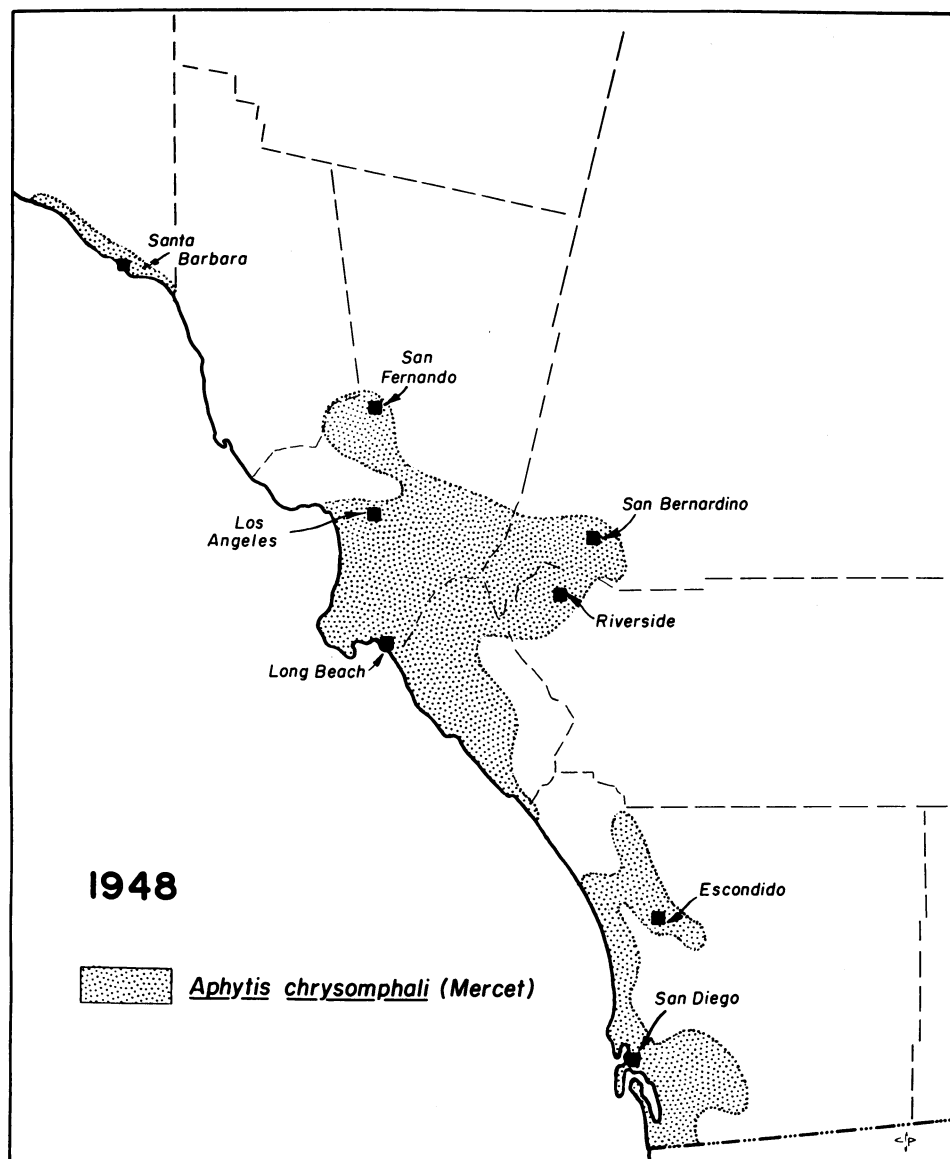 Santa
Barbara
San
Fernando
San Bernardino
Los
Angeles
Riverside
Long Beach
1948
Escondido
Aphytis chrysomphali (Mercet)
San Diego